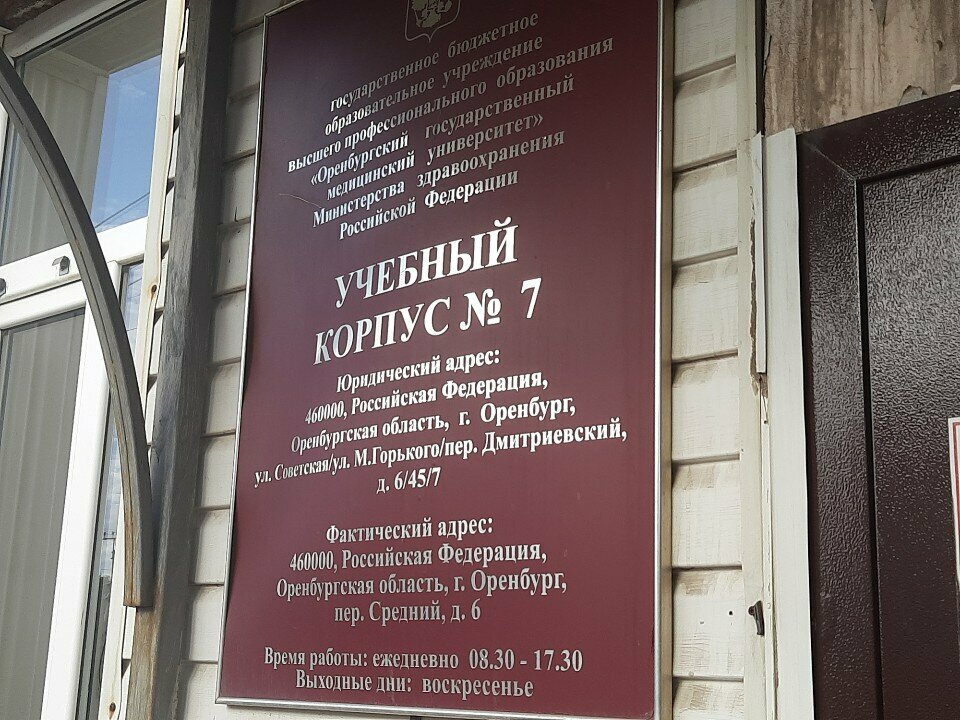 государственное бюджетное
образовательное учреждение
высшего профессионального образования
«Оренбургский государственный
медицинский университет»
Министерства здравоохранения
Российской Федерации
УЧЕБНЫЙ
КОРПУС № 7
Юридический адрес:
460000, Российская Федерация,
Оренбургская область, г. Оренбург,
ул. Советская/ул. М.Горького/пер. Дмитриевский,
д. 6/45/7
Фактический адрес:
460000, Российская Федерация,
Оренбургская область, г. Оренбург,
пер. Средний, д. 6
Время работы: ежедневно 08.30 - 17.30
Выходные дни: воскресенье